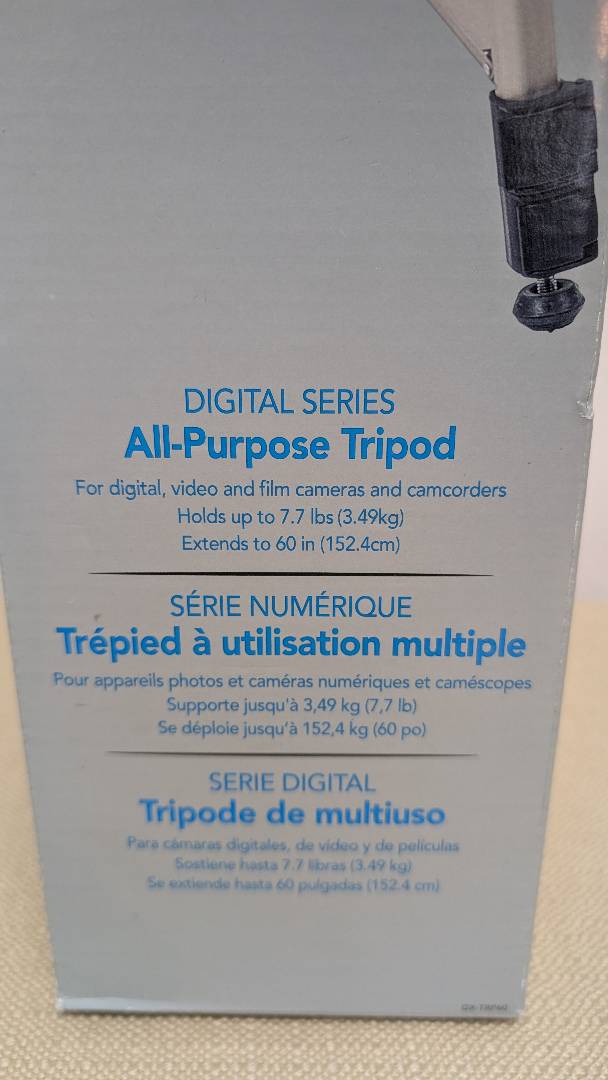 DIGITAL SERIES
All-Purpose Tripod
For digital, video and film cameras and camcorders
Holds up to 7.7 lbs (3.49kg)
Extends to 60 in (152.4cm)
SÉRIE NUMÉRIQUE
Trépied à utilisation multiple
Pour appareils photos et caméras numériques et caméscopes
Supporte jusqu'à 3,49 kg (7,7 lb)
Se déploie jusqu'à 152,4 kg (60 po)
SERIE DIGITAL
Tripode de multiuso
Para cámaras digitales, de vídeo y de películas
Sostiene hasta 7.7 libras (3.49 kg)
Se extiende hasta 60 pulgadas (152.4 cm)